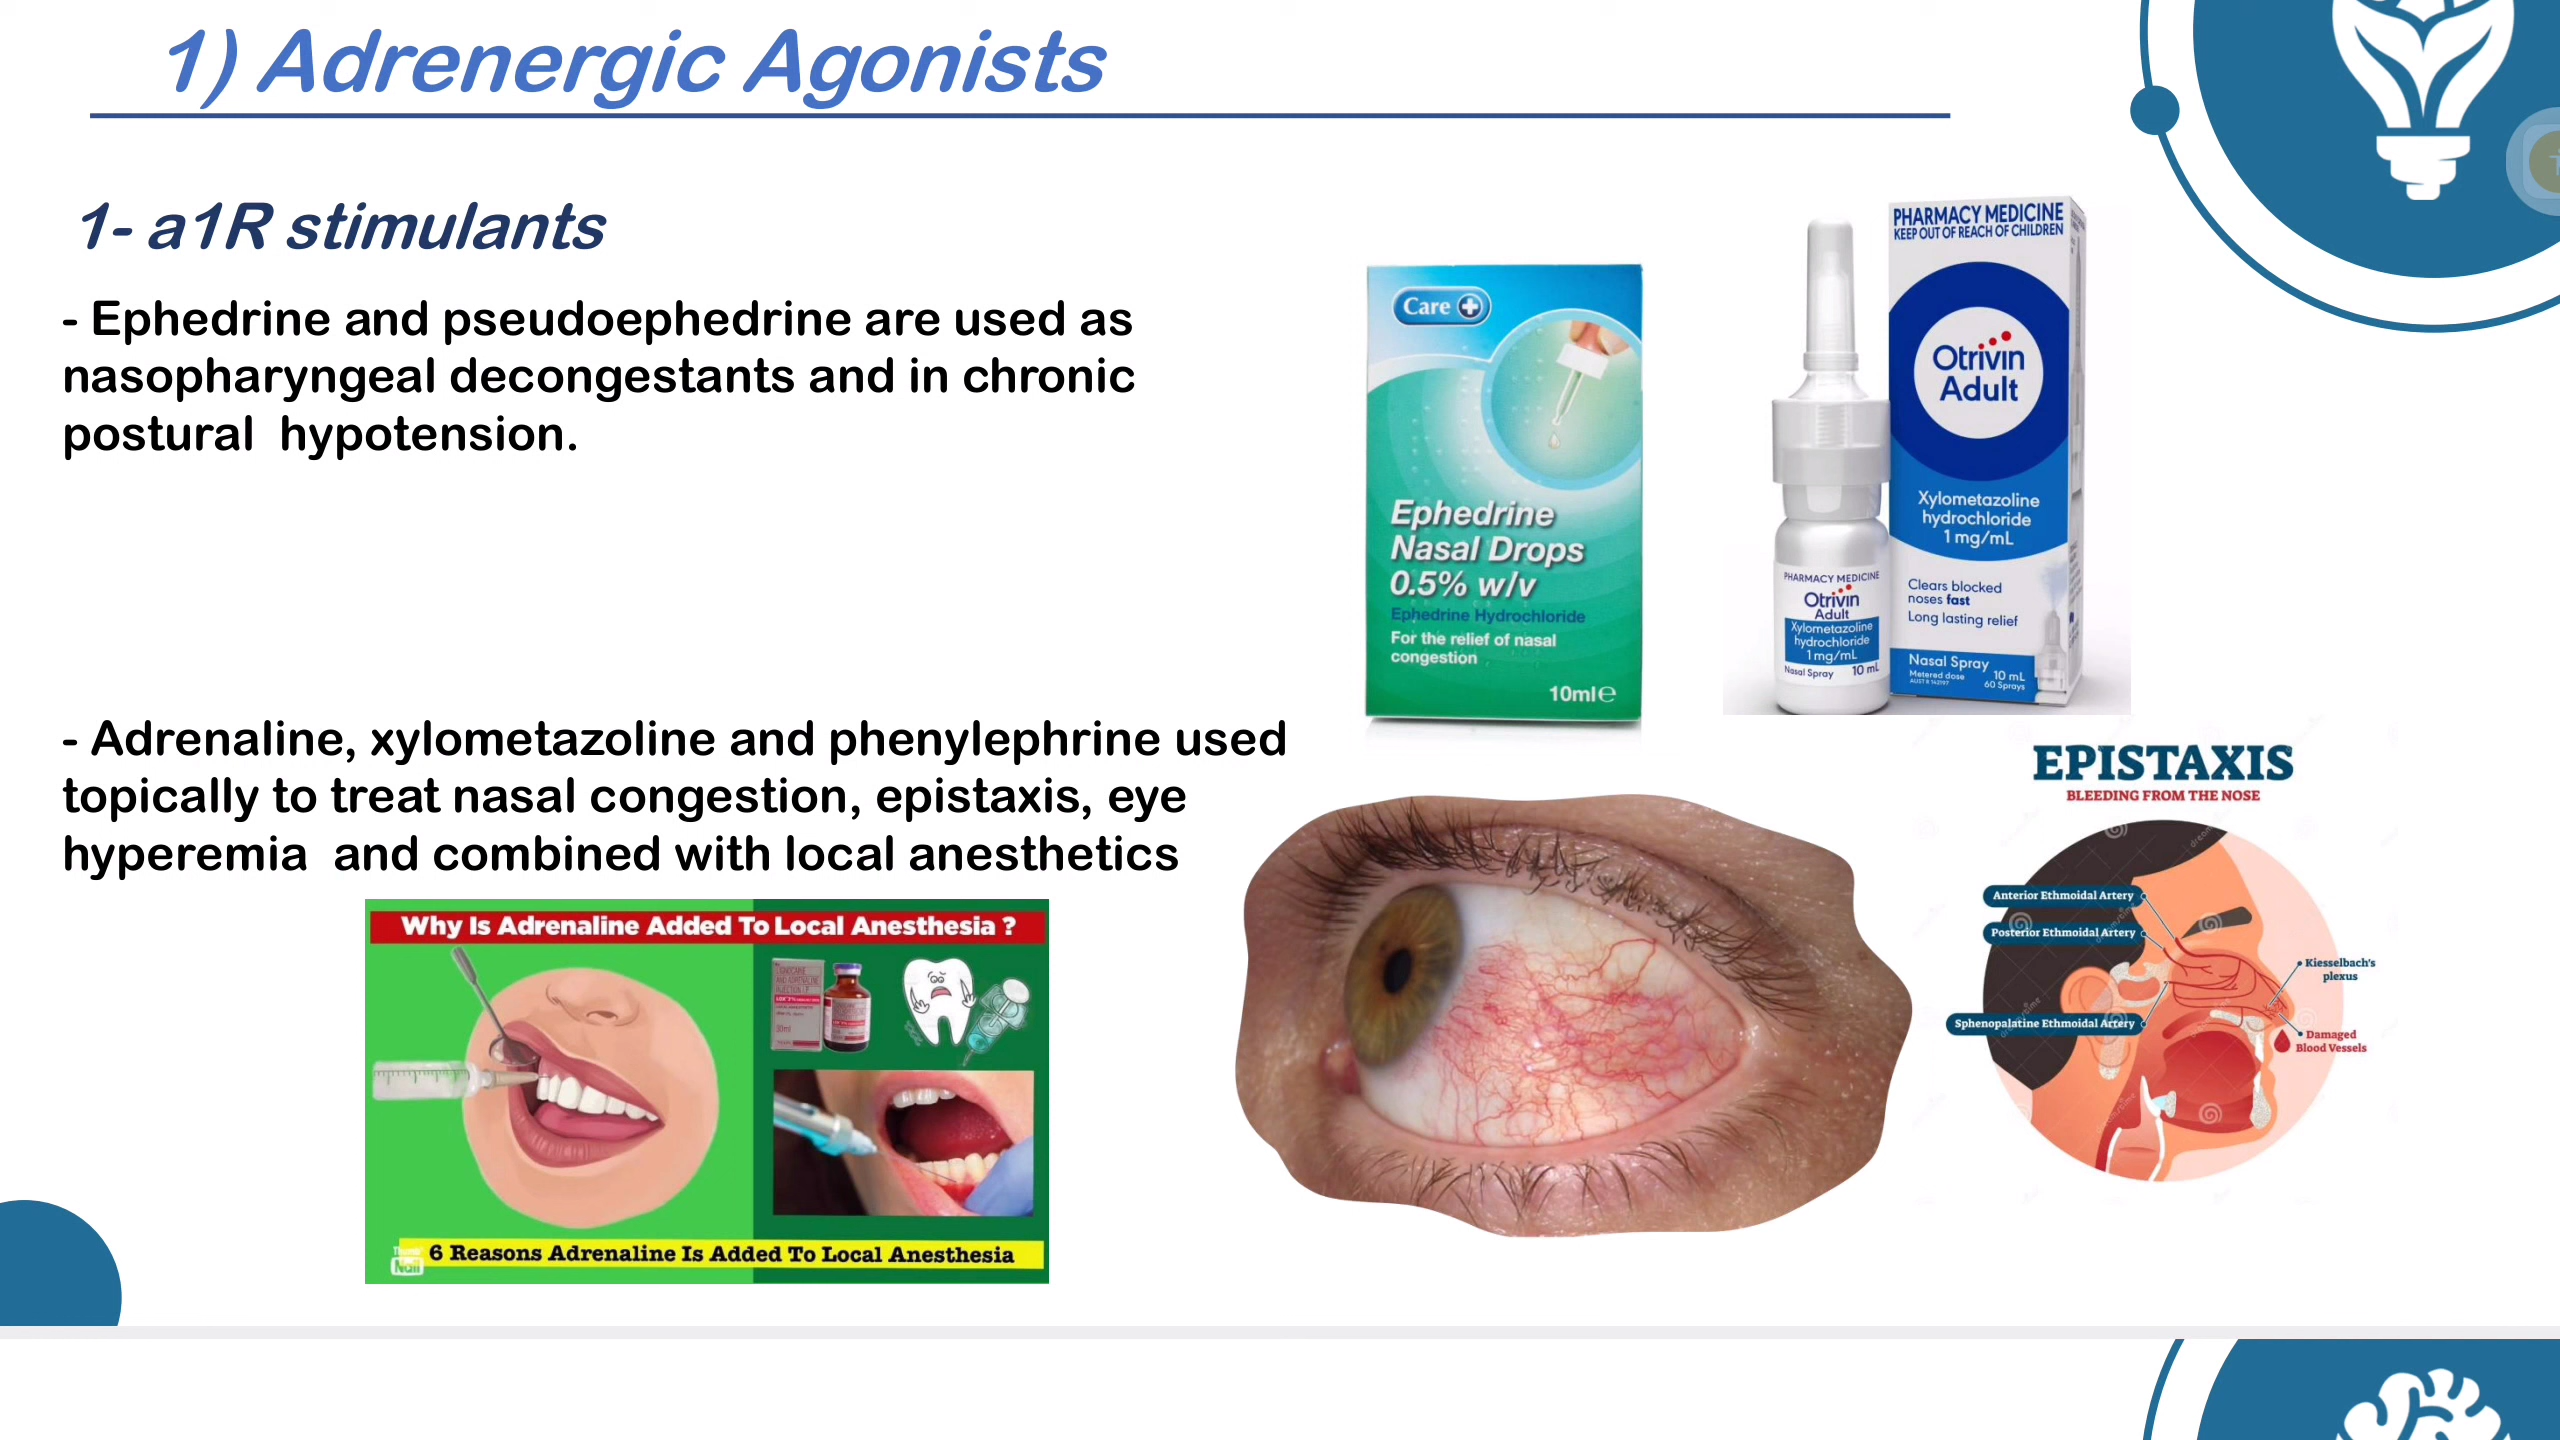 1) Adrenergic Agonists
1- a1R stimulants
- Ephedrine and pseudoephedrine are used as
nasopharyngeal decongestants and in chronic
postural  hypotension.
- Adrenaline, xylometazoline and phenylephrine used
topically to treat nasal congestion, epistaxis, eye
hyperemia  and combined with local anesthetics
Care
Ephedrine
Nasal Drops
0.5% w/v
Ephedrine Hydrochloride
For the relief of nasal
congestion
10ml e
PHARMACY MEDICINE
KEEP OUT OF REACH OF CHILDREN
Otrivin
Adult
Xylometazoline
hydrochloride
1 mg/mL
Clears blocked
noses fast
Long lasting relief
Nasal Spray
Metered dose
10 mL
60 Sprays
PHARMACY MEDICINE
Otrivin
Adult
Xylometazoline
hydrochloride
1 mg/mL
Nasal Spray 10 mL
EPISTAXIS
BLEEDING FROM THE NOSE
Anterior Ethmoidal Artery
Posterior Ethmoidal Artery
Sphenopalatine Ethmoidal Artery
Kiesselbach's
plexus
Damaged
Blood Vessels
Why Is Adrenaline Added To Local Anesthesia ?
30ml
6 Reasons Adrenaline Is Added To Local Anesthesia
Nail